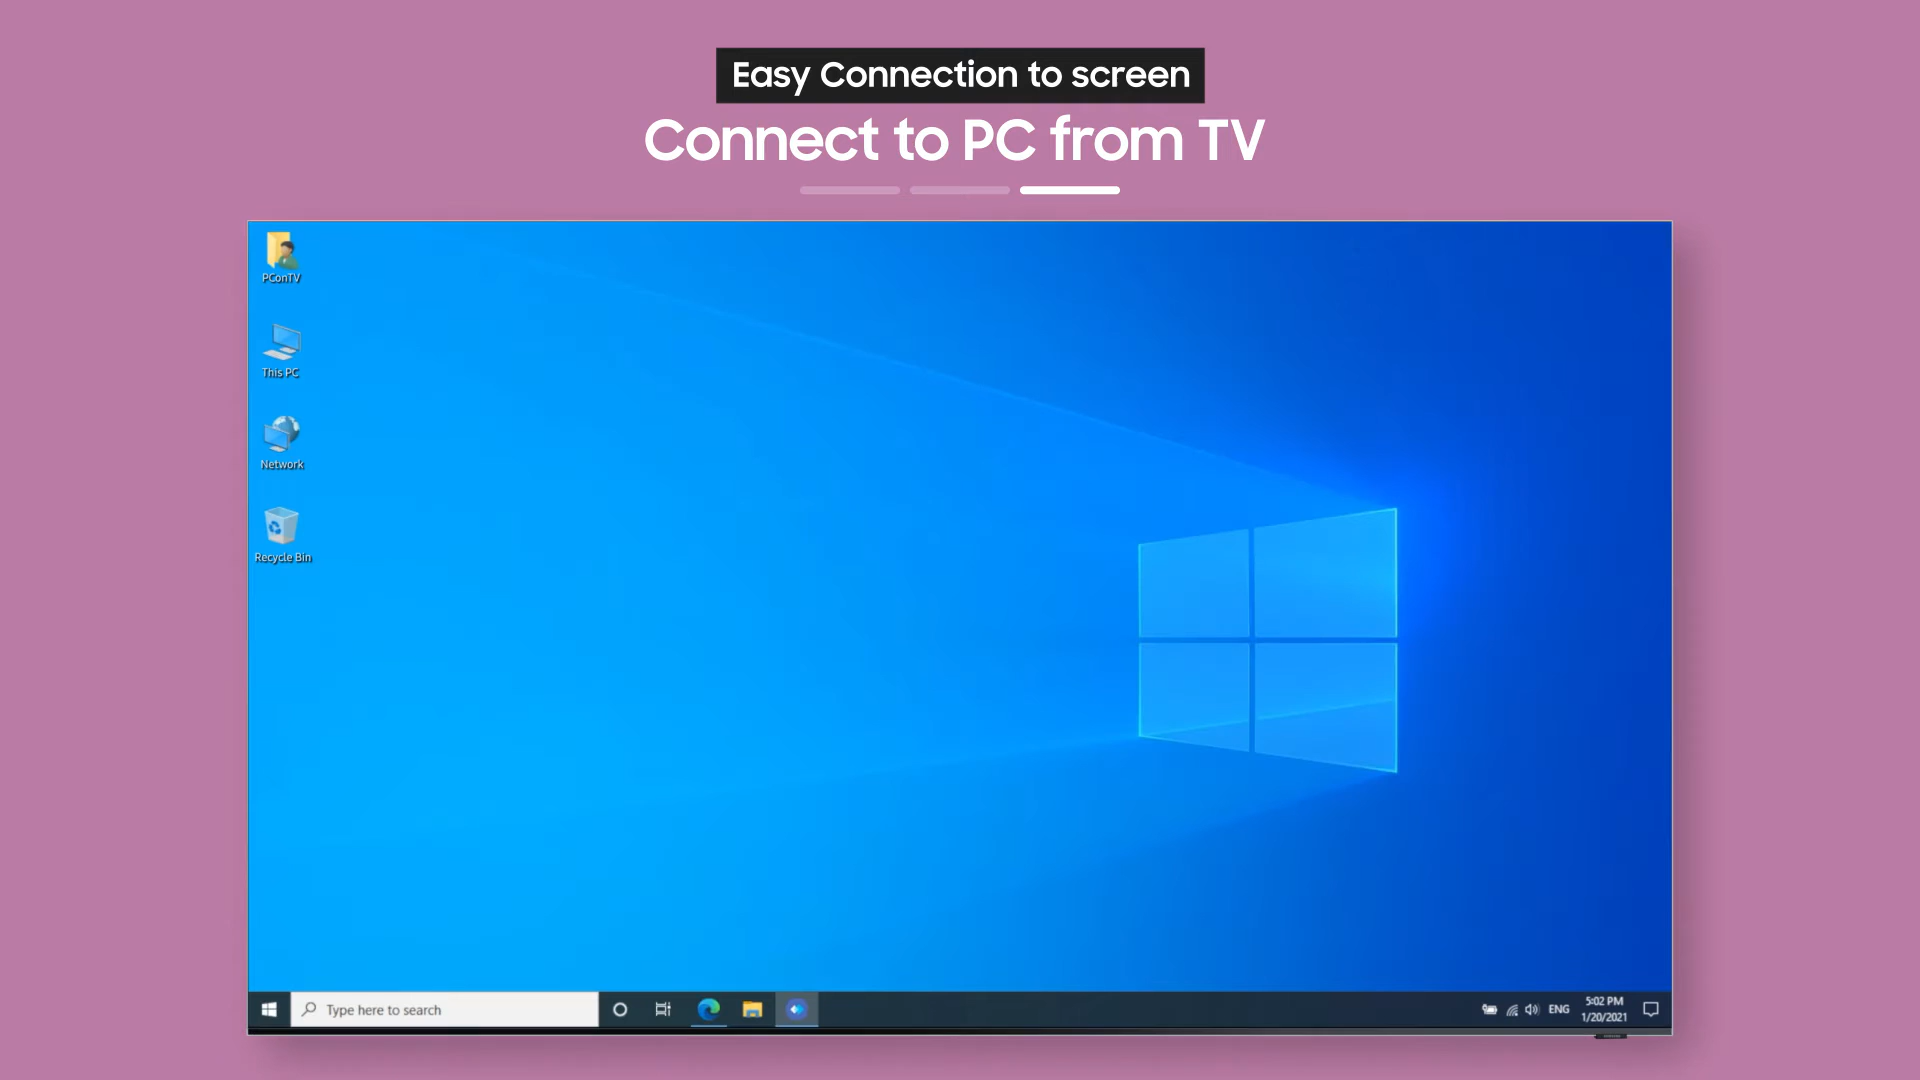 Easy Connection to screen
Connect to PC from TV
PConTV
This PC
Network
Recycle Bin
Type here to search
ENG
5:02 PM
1/20/2021